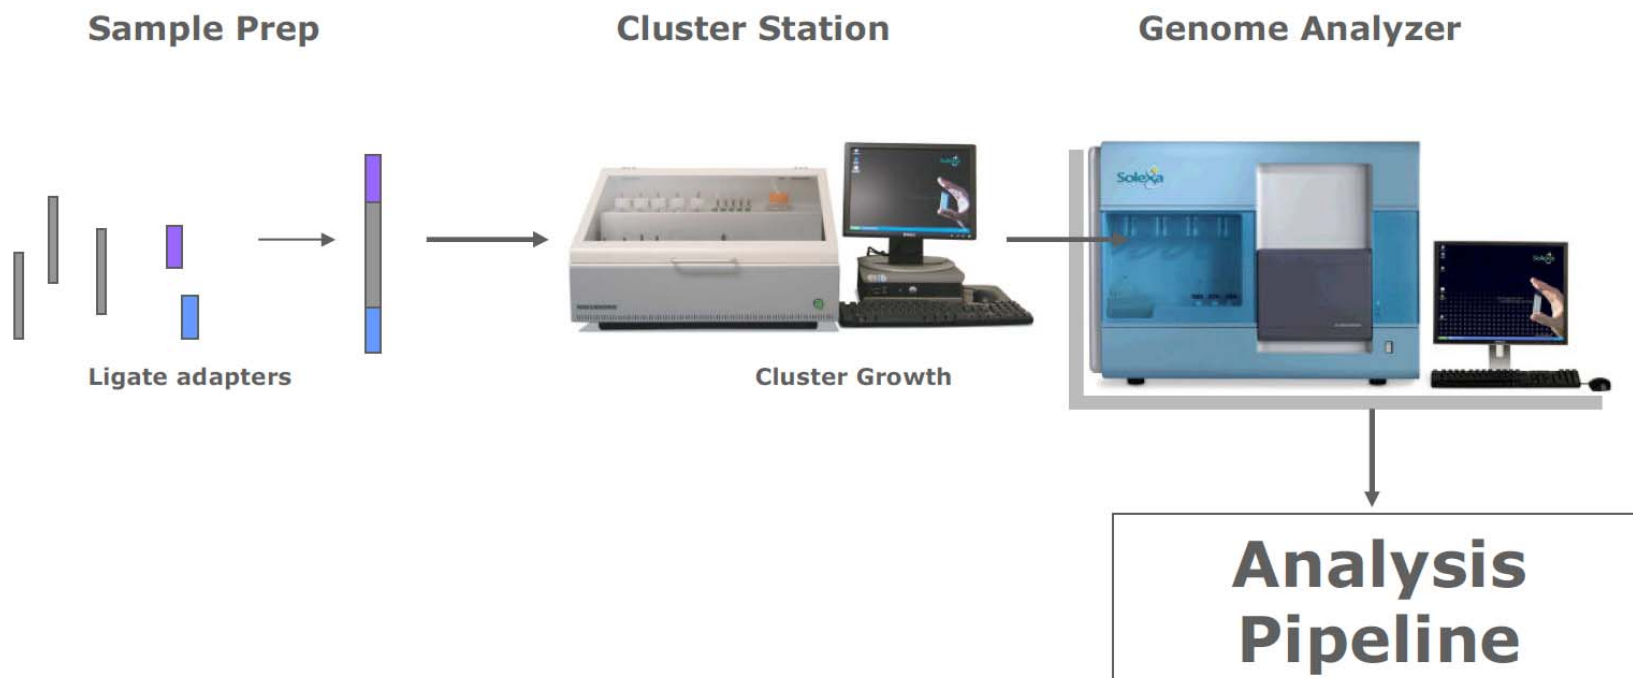 Sample Prep
Cluster Station
Genome Analyzer
Solexa
Ligate adapters
Cluster Growth
Analysis
Pipeline